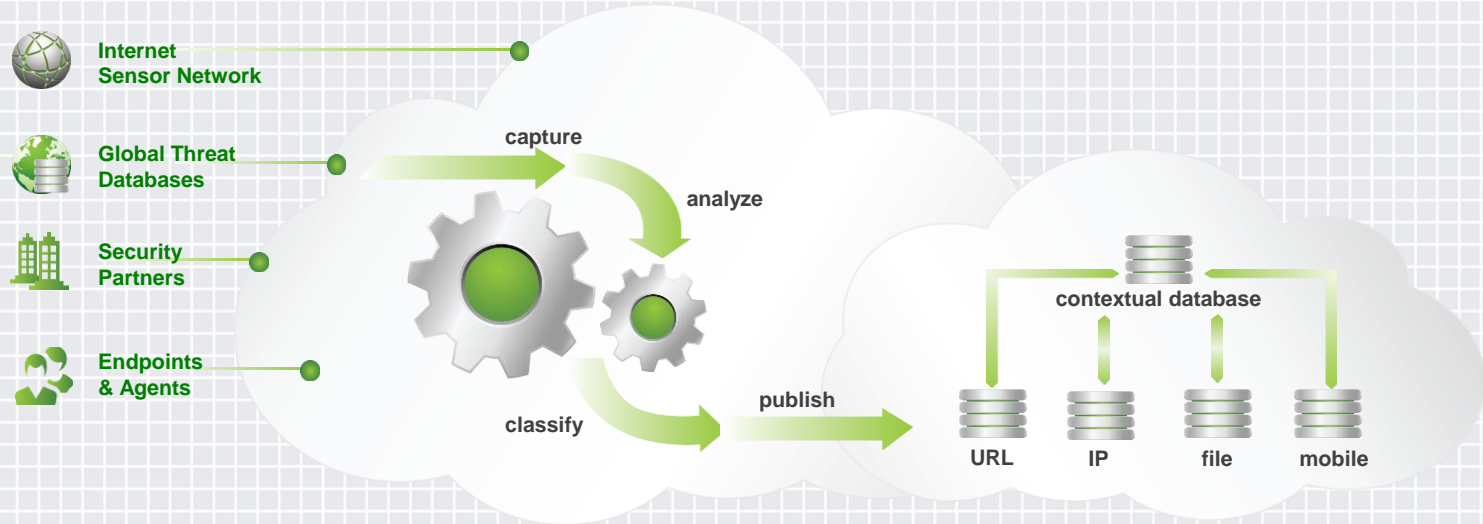 Internet
Sensor Network
Global Threat
Databases
Security
Partners
Endpoints
& Agents
capture
analyze
classify
publish
contextual database
URL
IP
file
mobile